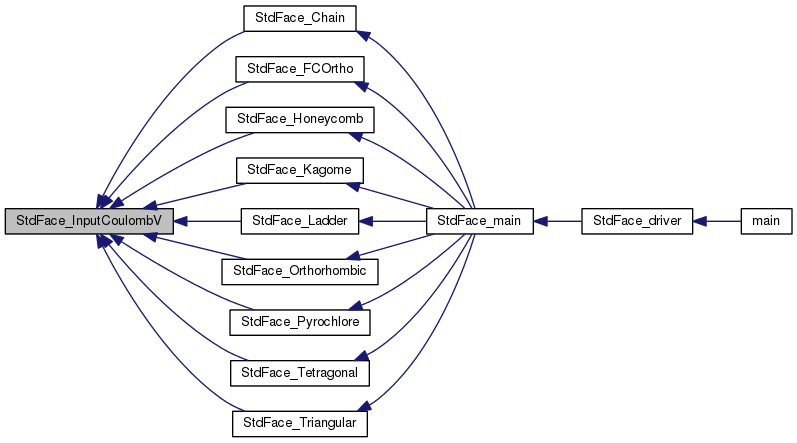 StdFace_Chain
StdFace_FCOrtho
StdFace_Honeycomb
StdFace_Kagome
StdFace_InputCoulombV
StdFace_Ladder
StdFace_main
StdFace_driver
main
StdFace_Orthorhombic
StdFace_Pyrochlore
StdFace_Tetragonal
StdFace_Triangular